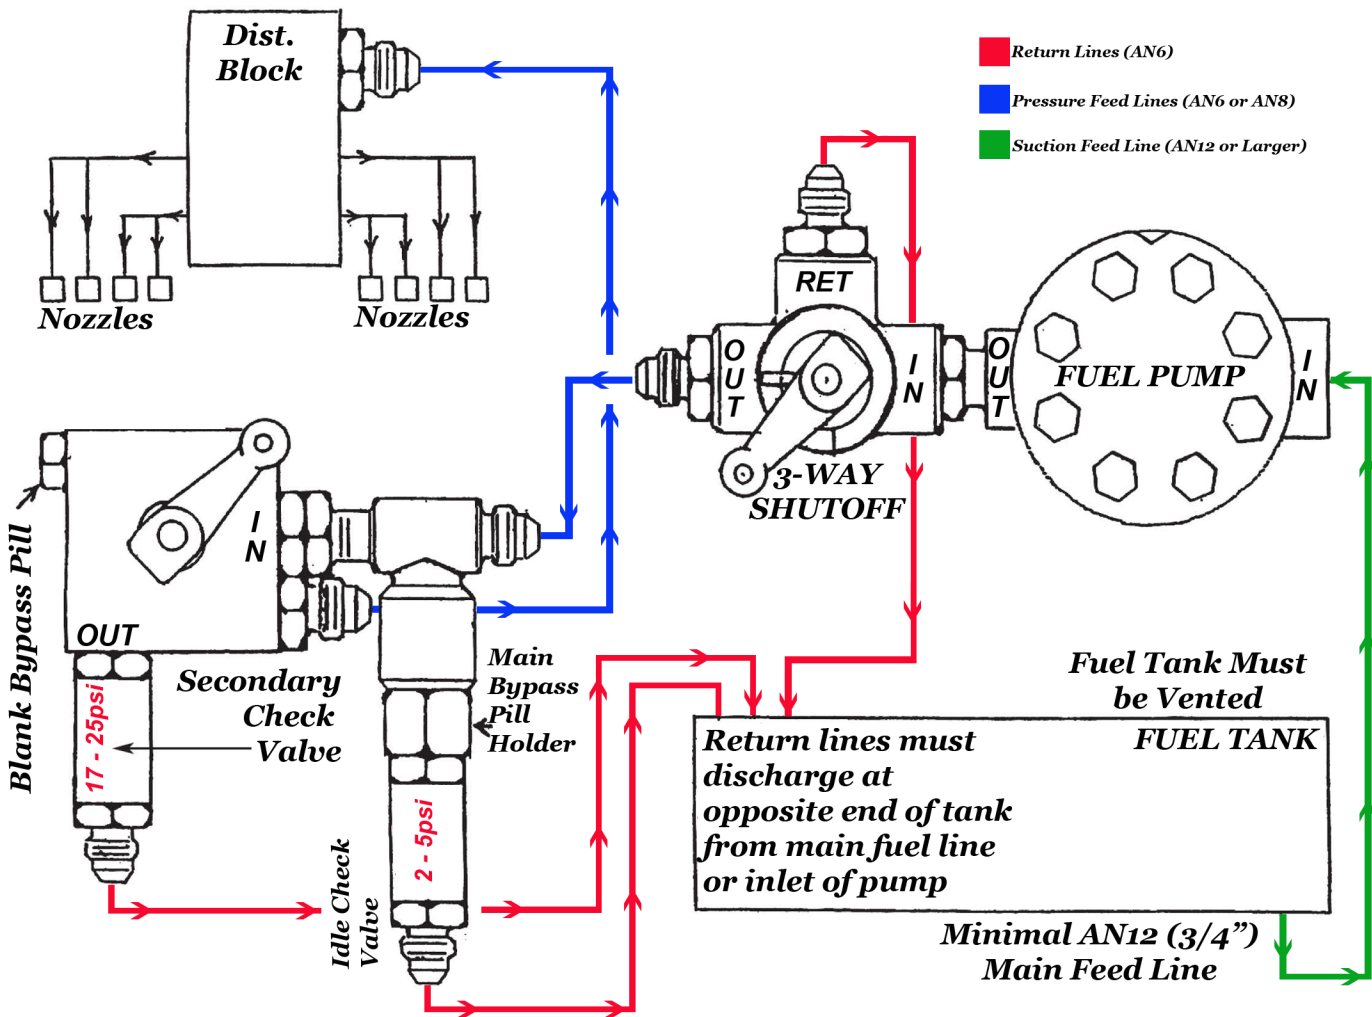 Dist.
Block
Return Lines (AN6)
Pressure Feed Lines (AN6 or AN8)
Suction Feed Line (AN12 or Larger)
Nozzles
Nozzles
RET
OUT
IN
OUT
FUEL PUMP
IN
3-WAY
SHUTOFF
IN
OUT
Blank Bypass Pill
Secondary
Check
Valve
17 - 25psi
Main
Bypass
Pill
Holder
2 - 5psi
Idle Check
Valve
Fuel Tank Must
be Vented
FUEL TANK
Return lines must
discharge at
opposite end of tank
from main fuel line
or inlet of pump
Minimal AN12 (3/4”)
Main Feed Line